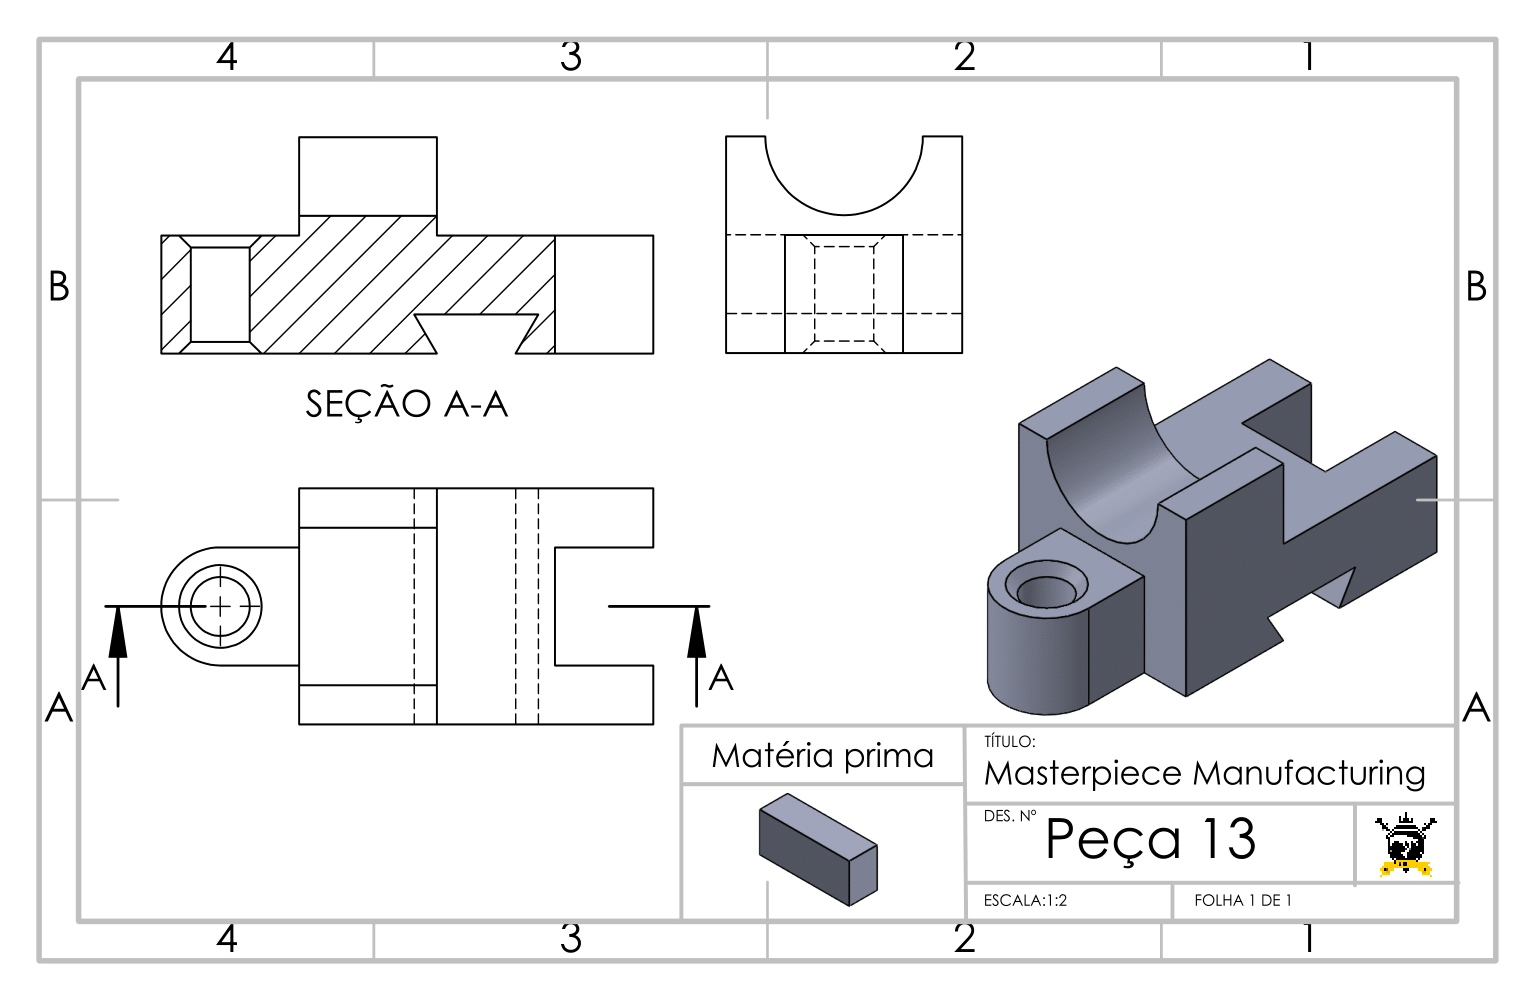 4 3 2 1
B B
SEÇÃO A-A
A A
A A
Matéria prima
TÍTULO:
Masterpiece Manufacturing
DES. Nº Peça 13
ESCALA:1:2 FOLHA 1 DE 1
4 3 2 1